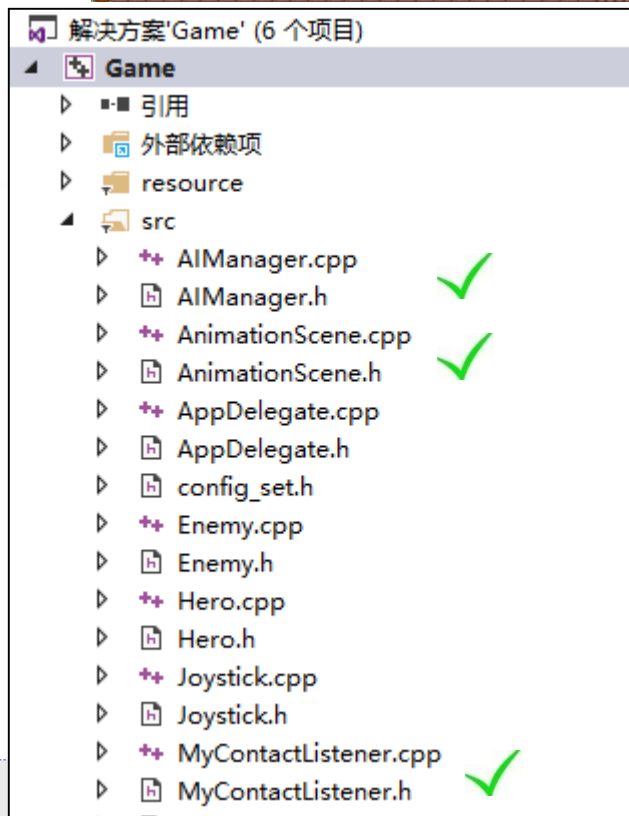 解决方案'Game' (6 个项目)
Game
引用
外部依赖项
resource
src
AIManager.cpp
AIManager.h
AnimationScene.cpp
AnimationScene.h
AppDelegate.cpp
AppDelegate.h
config_set.h
Enemy.cpp
Enemy.h
Hero.cpp
Hero.h
Joystick.cpp
Joystick.h
MyContactListener.cpp
MyContactListener.h